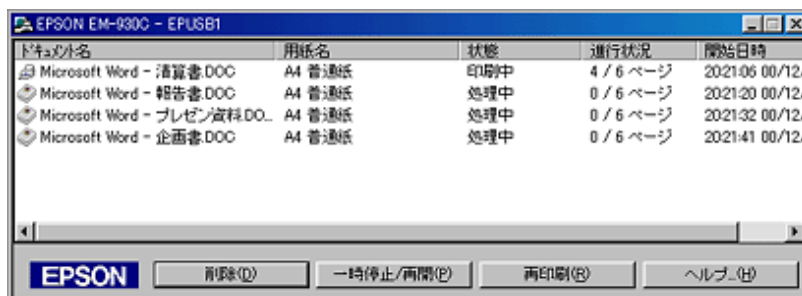 EPSON EM-930C - EPUSB1
ドキュメント名 用紙名 状態 進行状況 開始日時
Microsoft Word - 清算書.DOC A4 普通紙 印刷中 4 / 6 ページ 20:21:06 00/12.
Microsoft Word - 報告書.DOC A4 普通紙 処理中 0 / 6 ページ 20:21:20 00/12.
Microsoft Word - プレゼン資料.DO... A4 普通紙 処理中 0 / 6 ページ 20:21:32 00/12.
Microsoft Word - 企画書.DOC A4 普通紙 処理中 0 / 6 ページ 20:21:41 00/12.
EPSON 削除(D) 一時停止/再開(P) 再印刷(R) ヘルプ...(H)